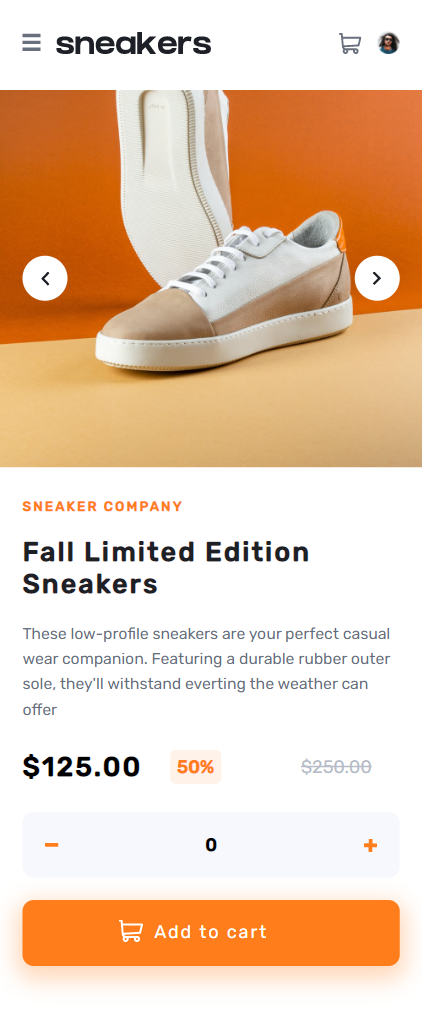 sneakers
SNEAKER COMPANY
Fall Limited Edition
Sneakers
These low-profile sneakers are your perfect casual
wear companion. Featuring a durable rubber outer
sole, they'll withstand everting the weather can
offer
$125.00 50% $250.00
0
Add to cart